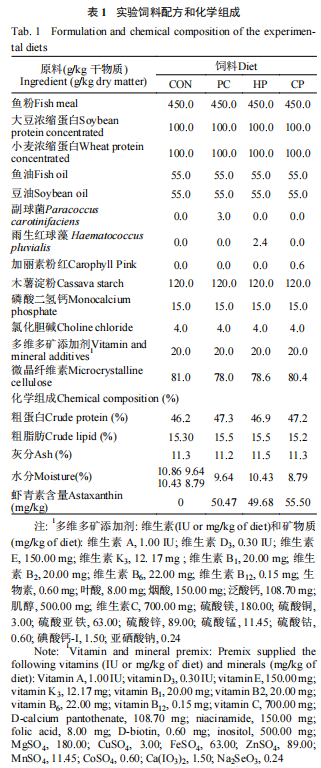 表 1 实验饲料配方和化学组成
Tab. 1 Formulation and chemical composition of the experimen-
tal diets
原料(g/kg 干物质) 饲料Diet
Ingredient (g/kg dry matter) CON PC HP CP
鱼粉Fish meal 450.0 450.0 450.0 450.0
大豆浓缩蛋白Soybean
protein concentrated 100.0 100.0 100.0 100.0
小麦浓缩蛋白Wheat protein
concentrated 100.0 100.0 100.0 100.0
鱼油Fish oil 55.0 55.0 55.0 55.0
豆油Soybean oil 55.0 55.0 55.0 55.0
副球菌Paracoccus
carotinifaciens 0.0 3.0 0.0 0.0
雨生红球藻 Haematococcus
pluvialis 0.0 0.0 2.4 0.0
加丽素粉红Carophyll Pink 0.0 0.0 0.0 0.6
木薯淀粉Cassava starch 120.0 120.0 120.0 120.0
磷酸二氢钙Monocalcium
phosphate 15.0 15.0 15.0 15.0
氯化胆碱Choline chloride 4.0 4.0 4.0 4.0
多维多矿添加剂¹Vitamin and
mineral additives 20.0 20.0 20.0 20.0
微晶纤维素Microcrystalline
cellulose 81.0 78.0 78.6 80.4
化学组成Chemical composition (%)
粗蛋白Crude protein (%) 46.2 47.3 46.9 47.2
粗脂肪Crude lipid (%) 15.30 15.5 15.5 15.2
灰分Ash (%) 11.3 11.2 11.5 11.3
水分Moisture(%) 10.86 9.64 10.43 8.79 9.64 10.43 8.79
虾青素含量Astaxanthin
(mg/kg) 0 50.47 49.68 55.50
注: ¹多维多矿添加剂: 维生素(IU or mg/kg of diet)和矿物质
(mg/kg of diet): 维生素 A, 1.00 IU; 维生素 D₃, 0.30 IU; 维生素
E, 150.00 mg; 维生素 K₃, 12. 17 mg ; 维生素 B₁, 20.00 mg; 维生
素 B₂, 20.00 mg; 维生素 B₆, 22.00 mg; 维生素 B₁₂, 0.15 mg; 生
物素, 0.60 mg; 叶酸, 8.00 mg; 烟酸, 150.00 mg; 泛酸钙, 108.70 mg;
肌醇, 500.00 mg; 维生素C, 700.00 mg; 硫酸镁, 180.00; 硫酸铜,
3.00; 硫酸亚铁, 63.00; 硫酸锌, 89.00; 硫酸锰, 11.45; 硫酸钴,
0.60; 碘酸钙-I, 1.50; 亚硒酸钠, 0.24
Note: ¹Vitamin and mineral premix: Premix supplied the
following vitamins (IU or mg/kg of diet) and minerals (mg/kg
of diet): Vitamin A, 1.00 IU; vitamin D₃, 0.30 IU; vitamin E, 150.00 mg;
vitamin K₃, 12.17 mg; vitamin B₁, 20.00 mg; vitamin B2, 20.00 mg;
vitamin B₆, 22.00 mg; vitamin B₁₂, 0.15 mg; vitamin C, 700.00 mg;
D-calcium pantothenate, 108.70 mg; niacinamide, 150.00 mg;
folic acid, 8.00 mg; D-biotin, 0.60 mg; inositol, 500.00 mg;
MgSO₄, 180.00; CuSO₄, 3.00; FeSO₄, 63.00; ZnSO₄, 89.00;
MnSO₄, 11.45; CoSO₄, 0.60; Ca(IO₃)₂, 1.50; Na₂SeO₃, 0.24